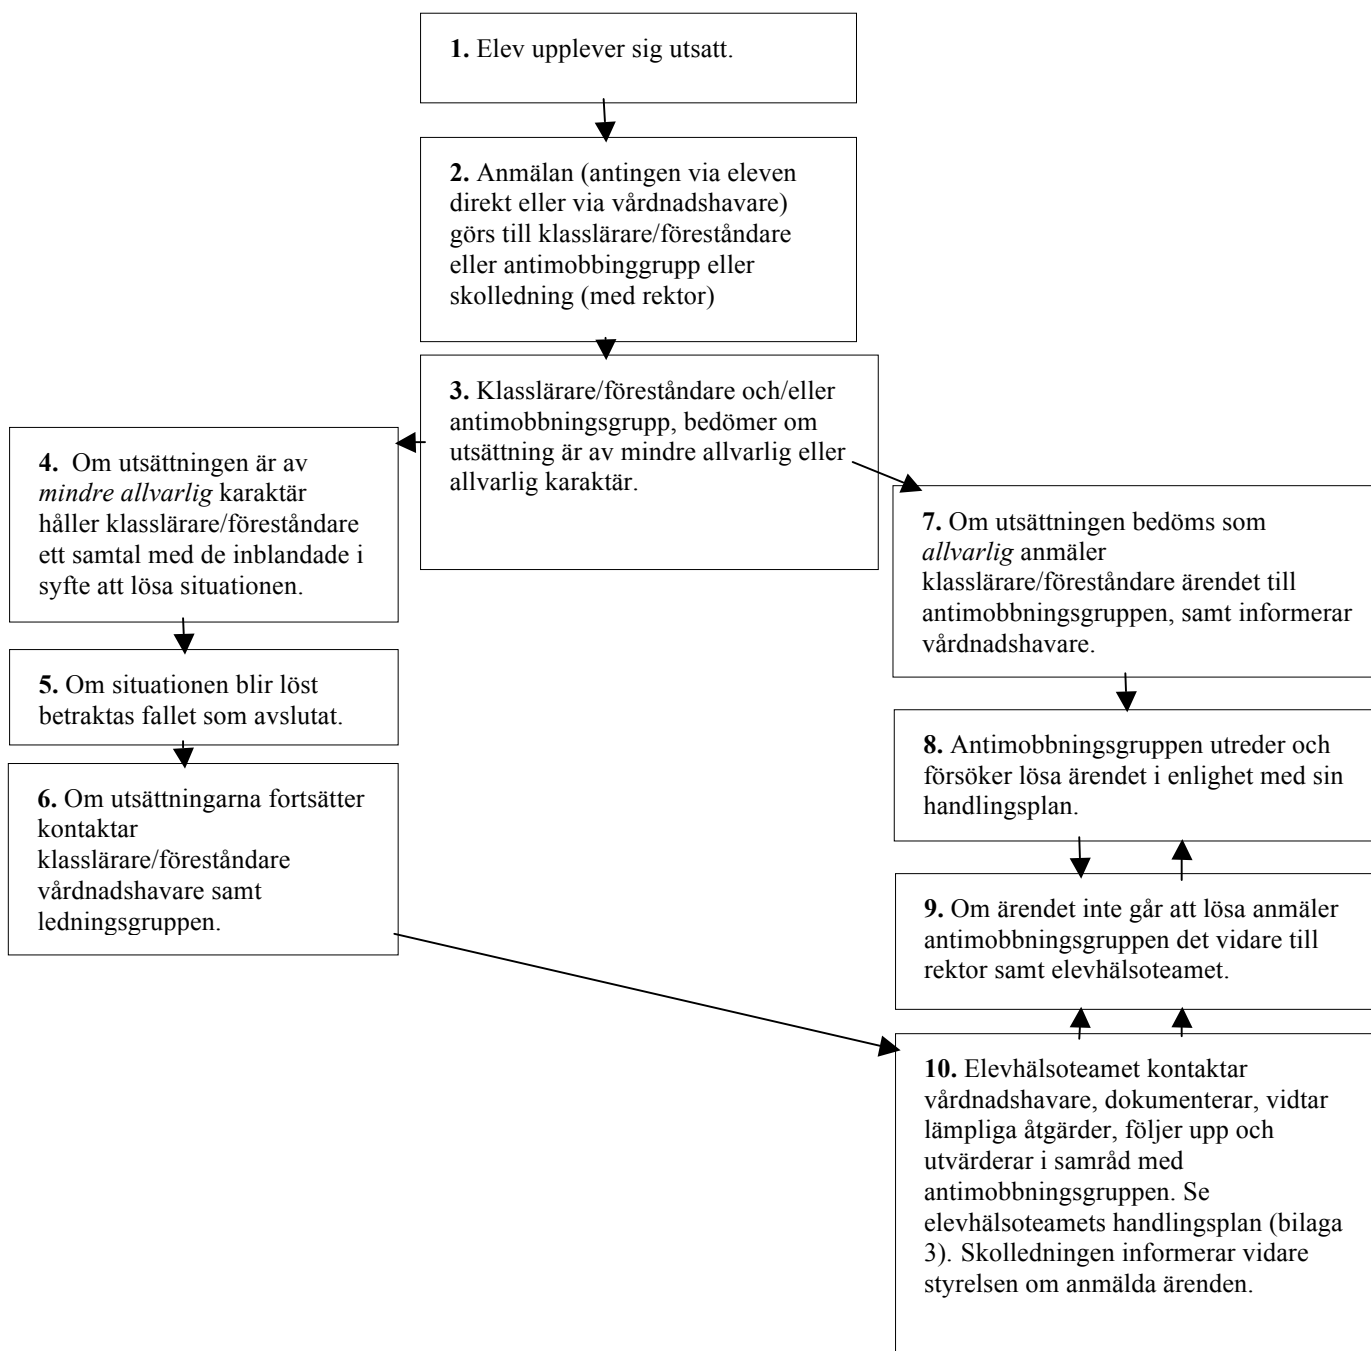 1. Elev upplever sig utsatt.
2. Anmälan (antingen via eleven
direkt eller via vårdnadshavare)
görs till klasslärare/föreståndare
eller antimobbinggrupp eller
skolledning (med rektor)
3. Klasslärare/föreståndare och/eller
antimobbningsgrupp, bedömer om
utsättning är av mindre allvarlig eller
allvarlig karaktär.
4. Om utsättningen är av
mindre allvarlig karaktär
håller klasslärare/föreståndare
ett samtal med de inblandade i
syfte att lösa situationen.
5. Om situationen blir löst
betraktas fallet som avslutat.
6. Om utsättningarna fortsätter
kontaktar
klasslärare/föreståndare
vårdnadshavare samt
ledningsgruppen.
7. Om utsättningen bedöms som
allvarlig anmäler
klasslärare/föreståndare ärendet till
antimobbningsgruppen, samt informerar
vårdnadshavare.
8. Antimobbningsgruppen utreder och
försöker lösa ärendet i enlighet med sin
handlingsplan.
9. Om ärendet inte går att lösa anmäler
antimobbningsgruppen det vidare till
rektor samt elevhälsoteamet.
10. Elevhälsoteamet kontaktar
vårdnadshavare, dokumenterar, vidtar
lämpliga åtgärder, följer upp och
utvärderar i samråd med
antimobbningsgruppen. Se
elevhälsoteamets handlingsplan (bilaga
3). Skolledningen informerar vidare
styrelsen om anmälda ärenden.